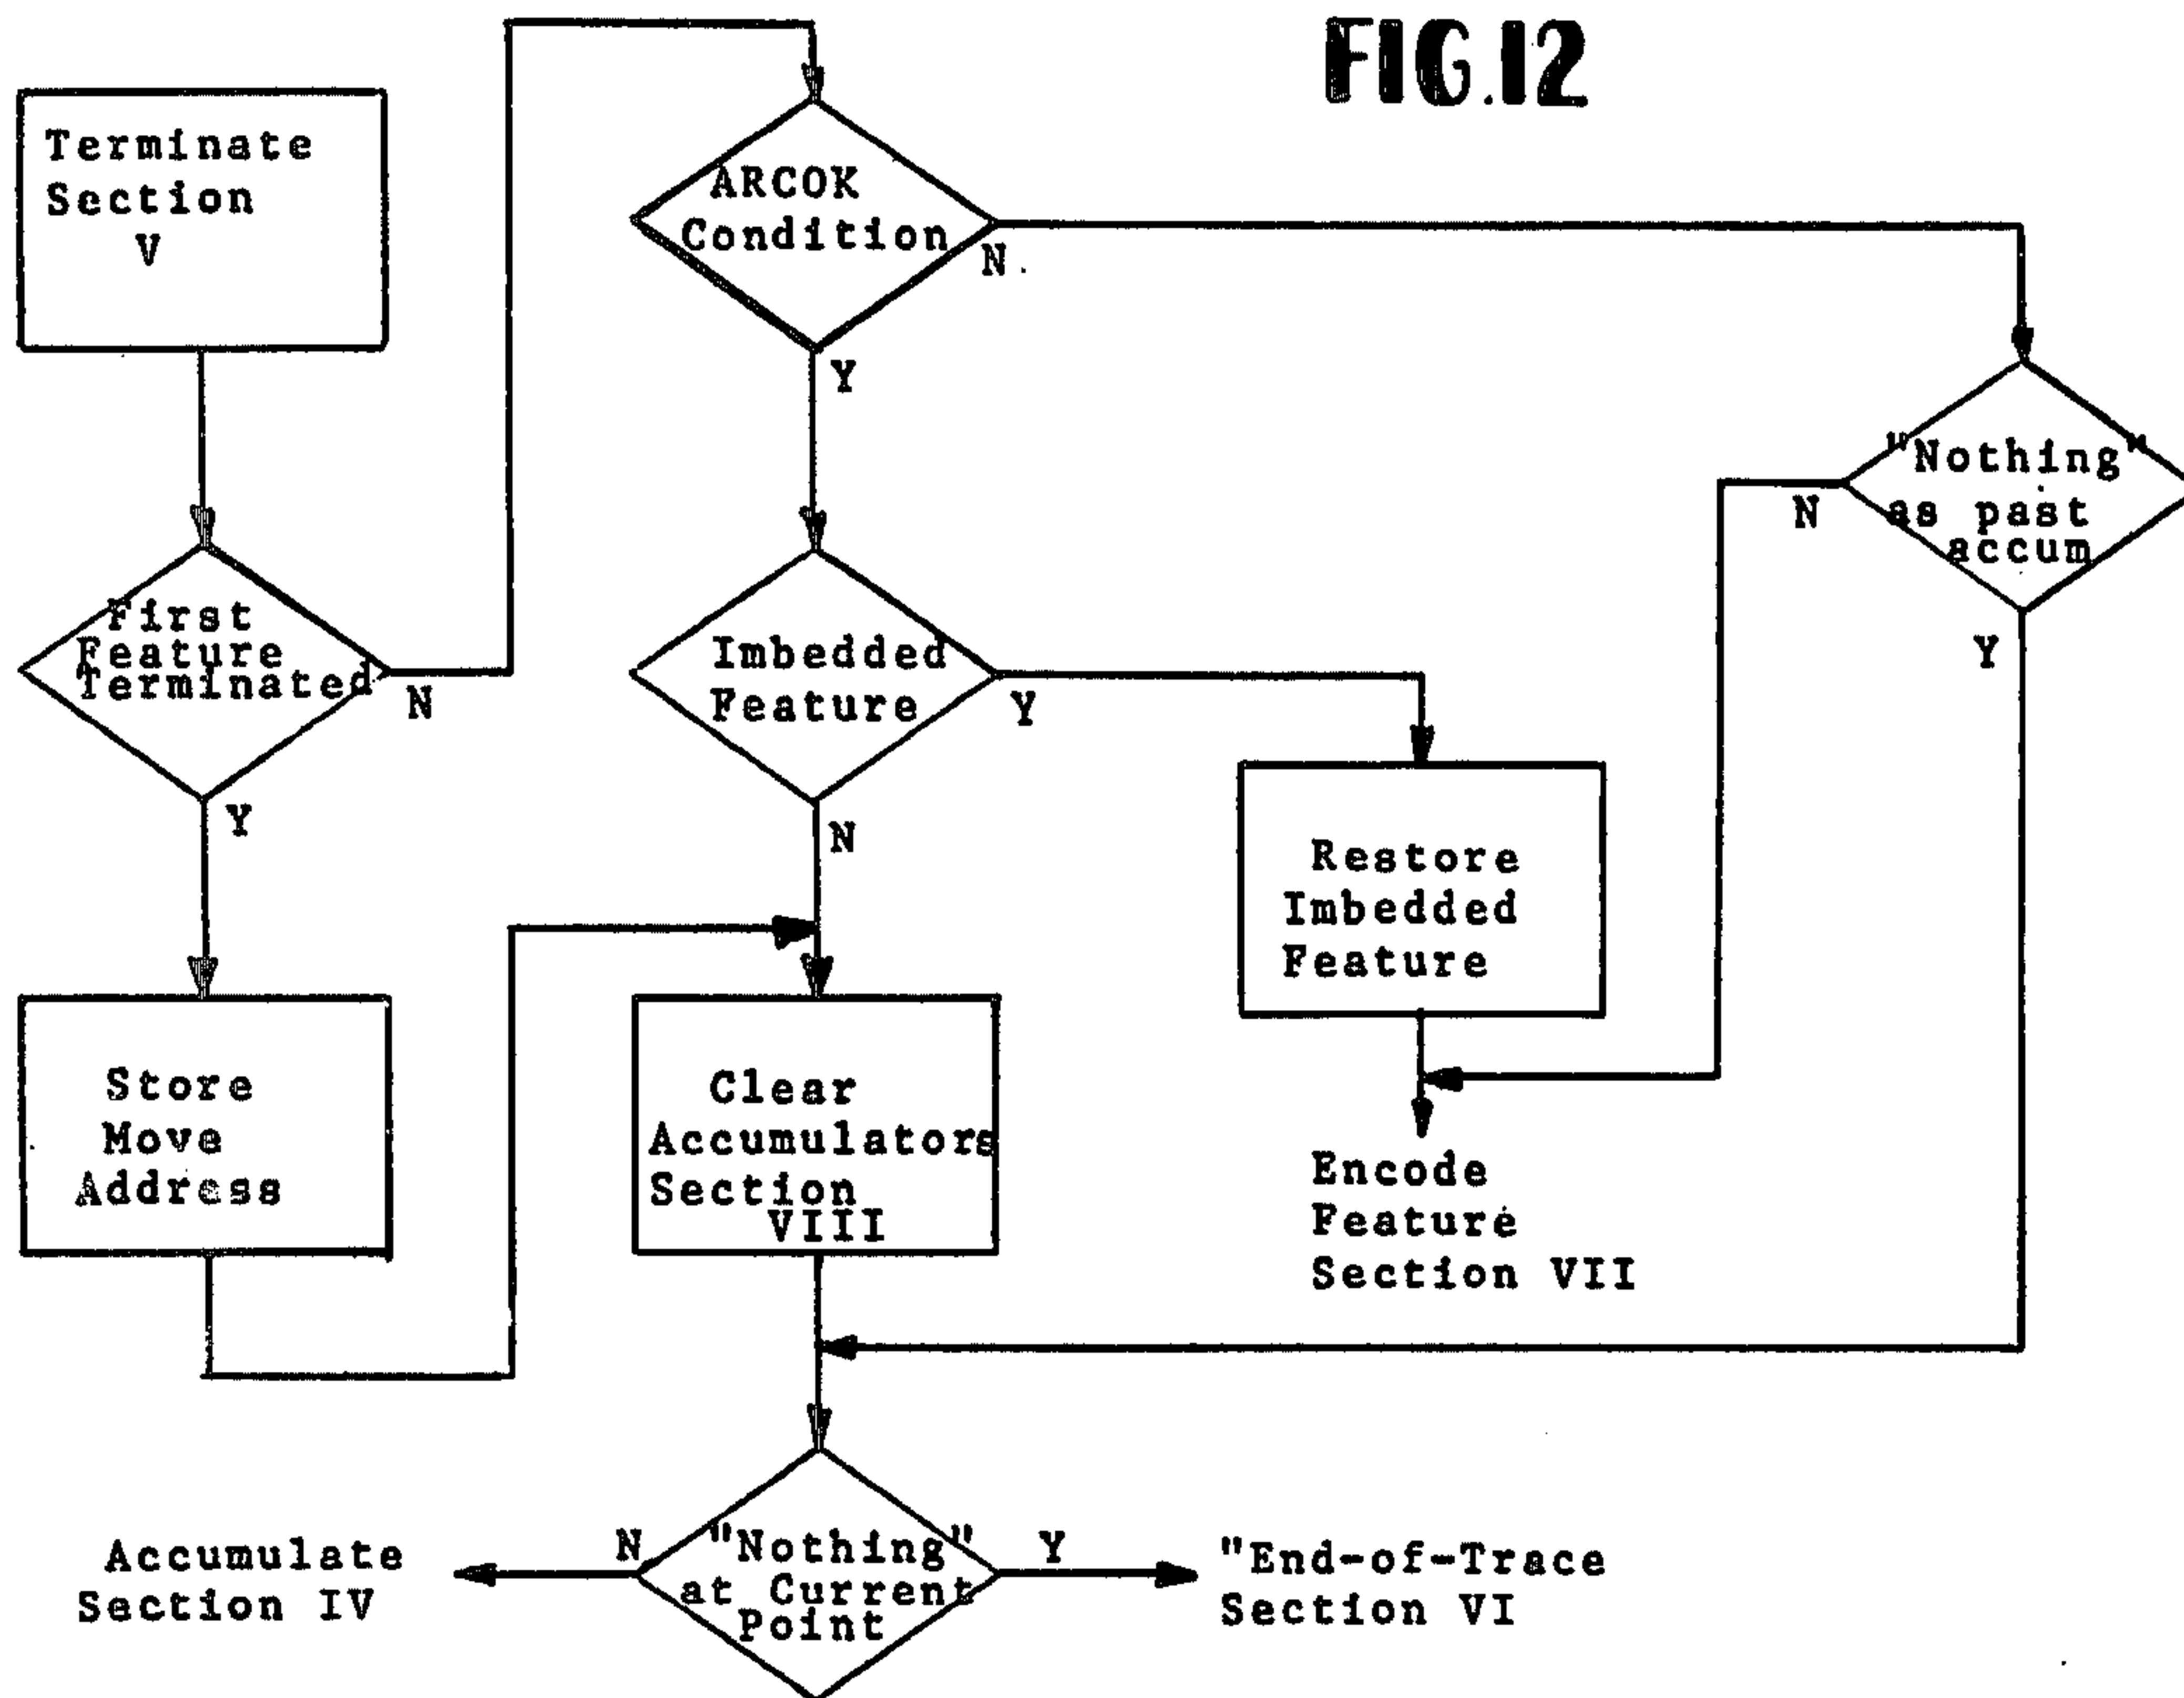 FIG.12
Terminate
Section
V
ARCOK
Condition
N
Y
"Nothing"
as past
accum
N
Y
First
Feature
Terminated
N
Y
Imbedded
Feature
Y
N
Restore
Imbedded
Feature
Store
Move
Address
Clear
Accumulators
Section
VIII
Encode
Feature
Section VII
Accumulate
Section IV
N
"Nothing"
at Current
Point
Y
"End-of-Trace
Section VI